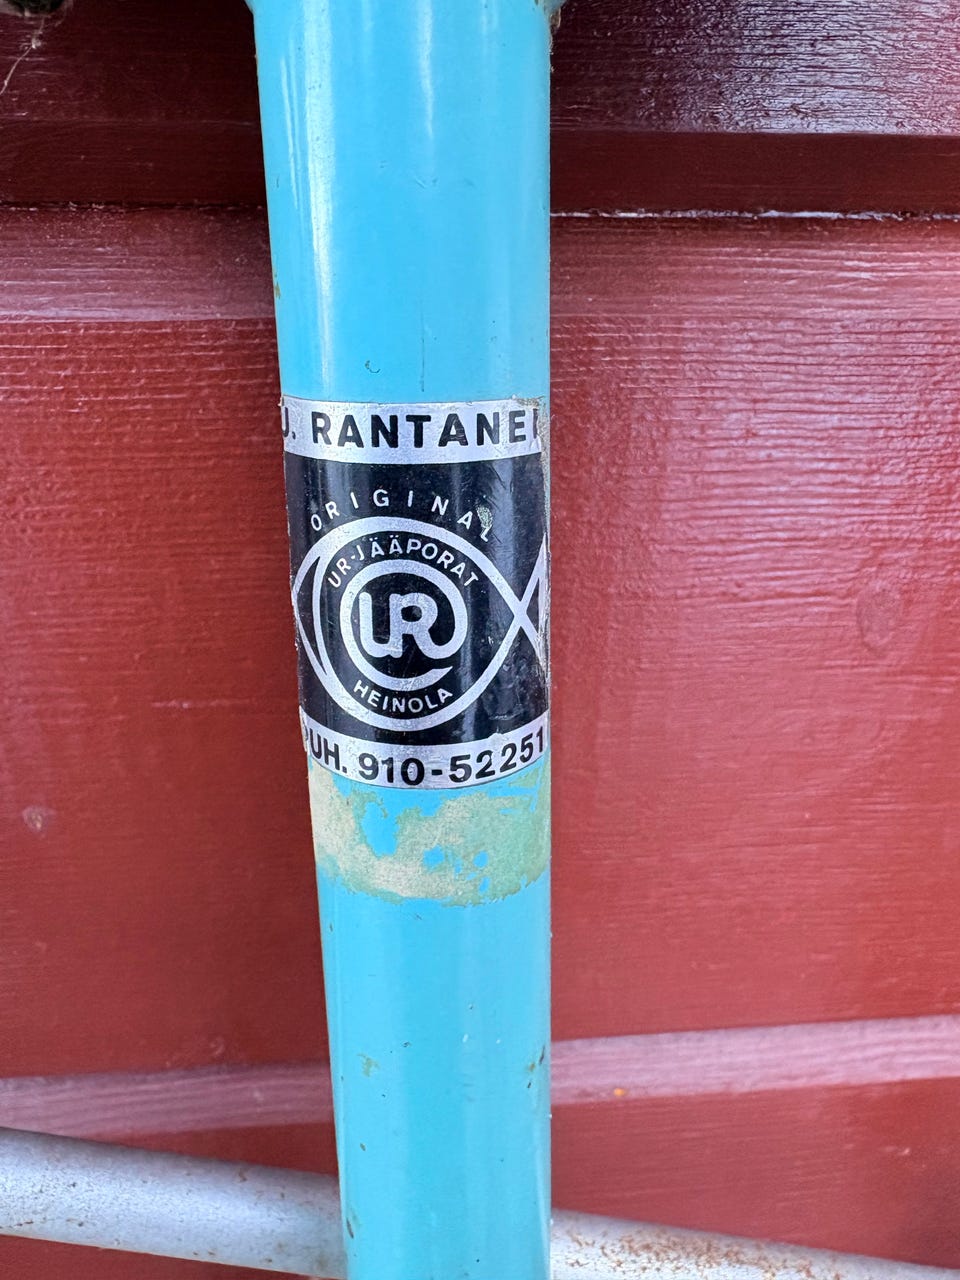 U. RANTANEN
ORIGINAL
UR-JÄÄPORAT
UR
HEINOLA
PUH. 910-52251